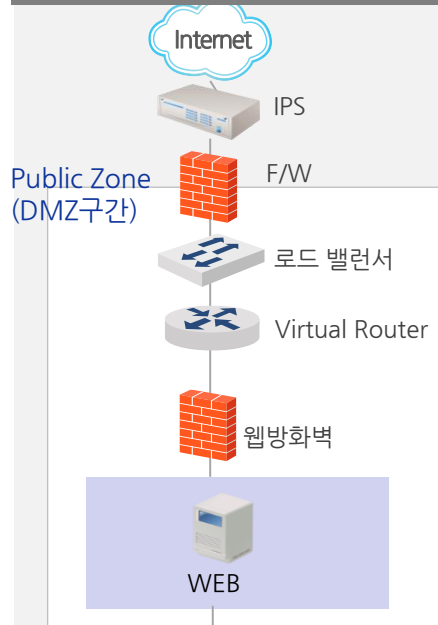 Internet
IPS
F/W
Public Zone
(DMZ구간)
로드 밸런서
Virtual Router
웹방화벽
WEB